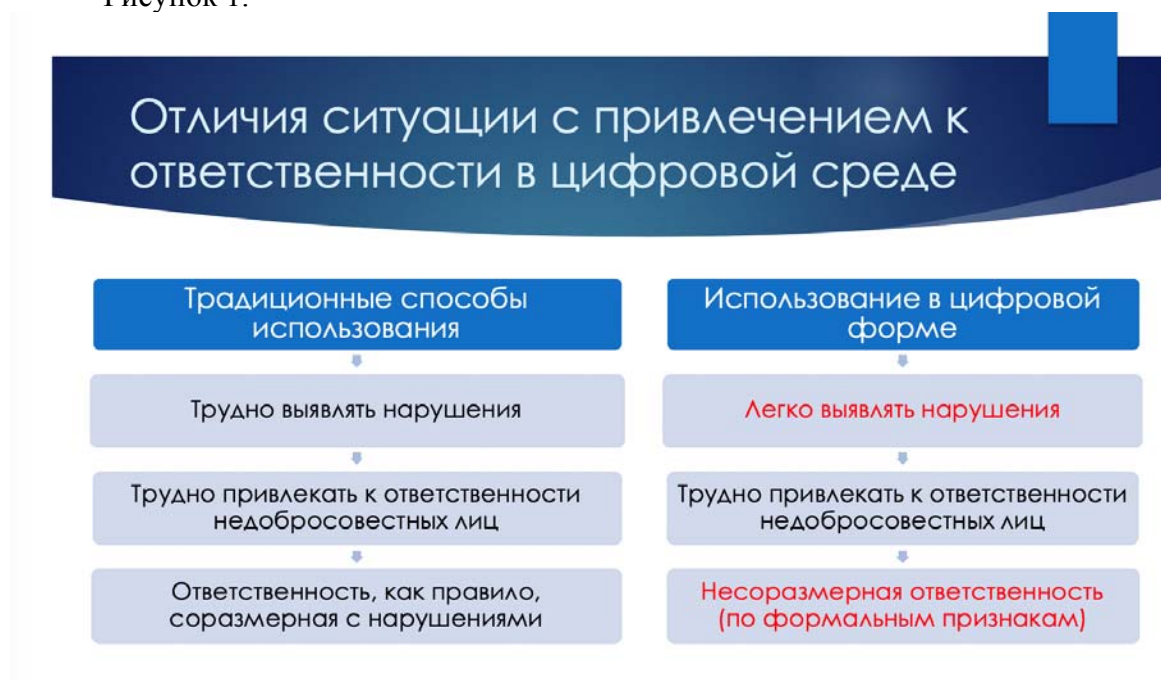 Рисунок 1.
Отличия ситуации с привлечением к
ответственности в цифровой среде
Традиционные способы
использования
Трудно выявлять нарушения
Трудно привлекать к ответственности
недобросовестных лиц
Ответственность, как правило,
соразмерная с нарушениями
Использование в цифровой
форме
Легко выявлять нарушения
Трудно привлекать к ответственности
недобросовестных лиц
Несоразмерная ответственность
(по формальным признакам)